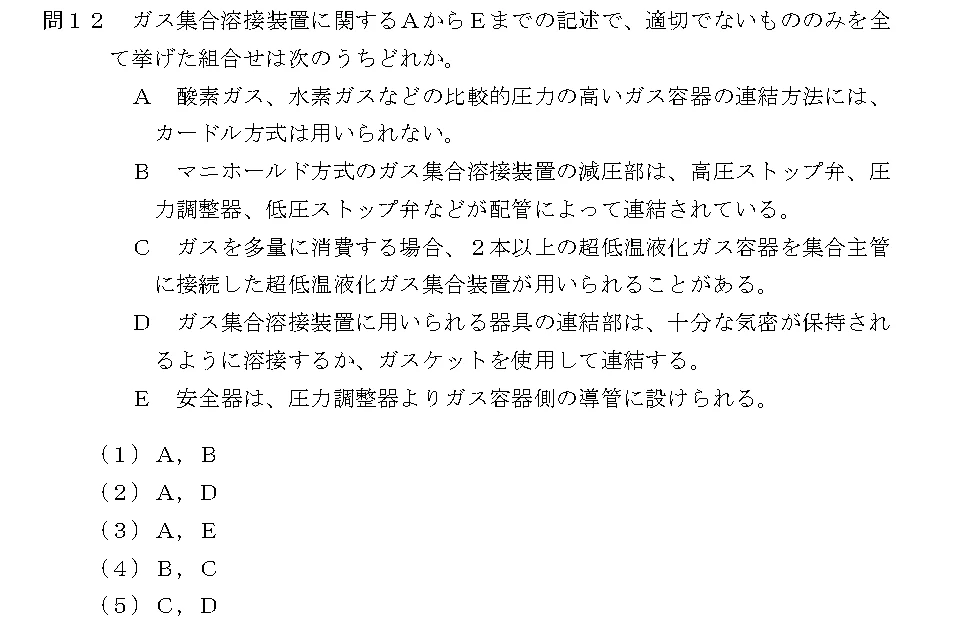 問１２　ガス集合溶接装置に関するＡからＥまでの記述で、適切でないもののみを全
て挙げた組合せは次のうちどれか。
Ａ　酸素ガス、水素ガスなどの比較的圧力の高いガス容器の連結方法には、
カードル方式は用いられない。
Ｂ　マニホールド方式のガス集合溶接装置の減圧部は、高圧ストップ弁、圧
力調整器、低圧ストップ弁などが配管によって連結されている。
Ｃ　ガスを多量に消費する場合、２本以上の超低温液化ガス容器を集合主管
に接続した超低温液化ガス集合装置が用いられることがある。
Ｄ　ガス集合溶接装置に用いられる器具の連結部は、十分な気密が保持され
るように溶接するか、ガスケットを使用して連結する。
Ｅ　安全器は、圧力調整器よりガス容器側の導管に設けられる。
（１）Ａ，Ｂ
（２）Ａ，Ｄ
（３）Ａ，Ｅ
（４）Ｂ，Ｃ
（５）Ｃ，Ｄ